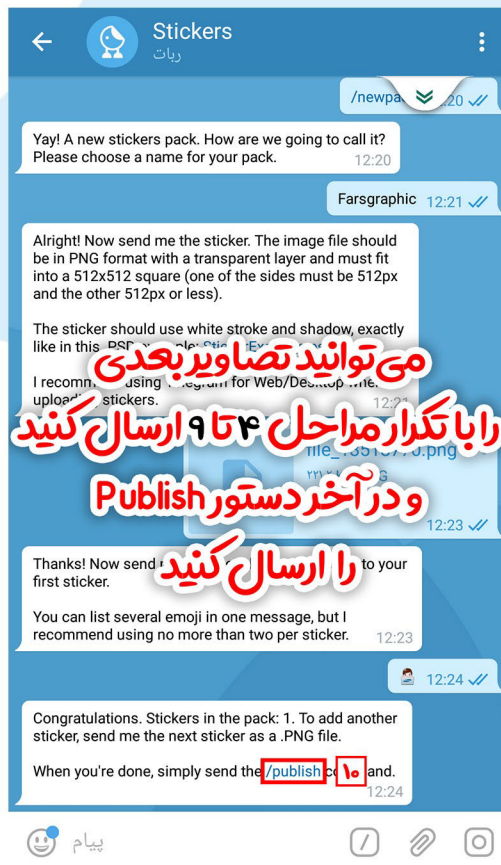 Stickers
ربات
/newpa 20
Yay! A new stickers pack. How are we going to call it?
Please choose a name for your pack.
12:20
Farsgraphic 12:21
Alright! Now send me the sticker. The image file should
be in PNG format with a transparent layer and must fit
into a 512x512 square (one of the sides must be 512px
and the other 512px or less).
The sticker should use white stroke and shadow, exactly
like in this
می‌توانید تصاویر بعدی
I using for Web/Desktop
stickers. 12:21
را با تکرار مراحل ۴ تا ۹ ارسال کنید
.png
و در آخر دستور Publish
12:23
Thanks! Now send to your
را ارسال کنید
first sticker.
You can list several emoji in one message, but I
recommend using no more than two per sticker. 12:23
12:24
Congratulations. Stickers in the pack: 1. To add another
sticker, send me the next sticker as a .PNG file.
When you're done, simply send the /publish ۱۰ and.
12:24
پیام